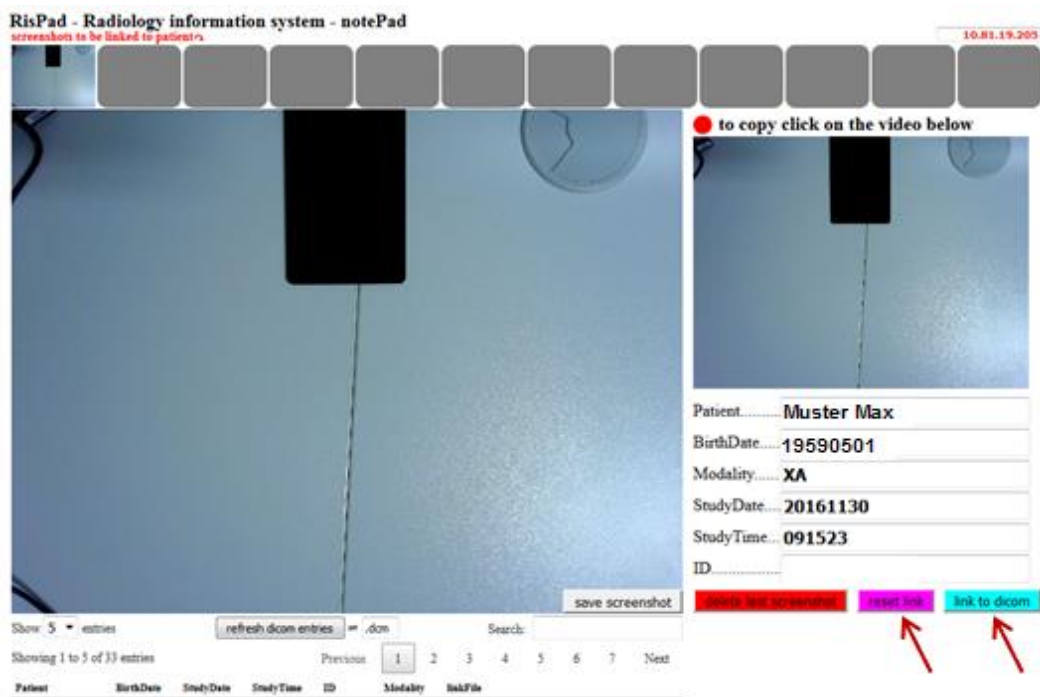 RisPad - Radiology information system - notePad
screenshots to be linked to patient
10.81.19.205
to copy click on the video below
Patient......... Muster Max
BirthDate..... 19590501
Modality...... XA
StudyDate.... 20161130
StudyTime... 091523
ID................
save screenshot
delete last screenshot
reset link
link to dicom
Show 5 entries
refresh dicom entries = .dcm
Search:
Showing 1 to 5 of 33 entries
Previous 1 2 3 4 5 6 7 Next
Patient BirthDate StudyDate StudyTime ID Modality linkFile